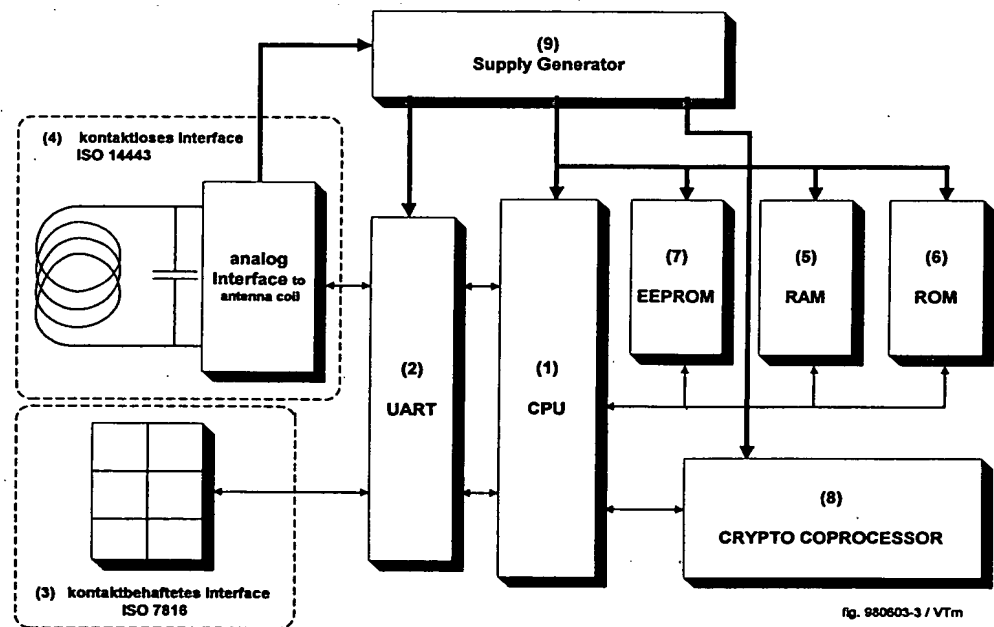 (9)
Supply Generator
(4) kontaktloses Interface
ISO 14443
analog
Interface to
antenna coil
(7)
EEPROM
(5)
RAM
(6)
ROM
(2)
UART
(1)
CPU
(8)
CRYPTO COPROCESSOR
(3) kontaktbehaftetes Interface
ISO 7816
fig. 980603-3 / VTm